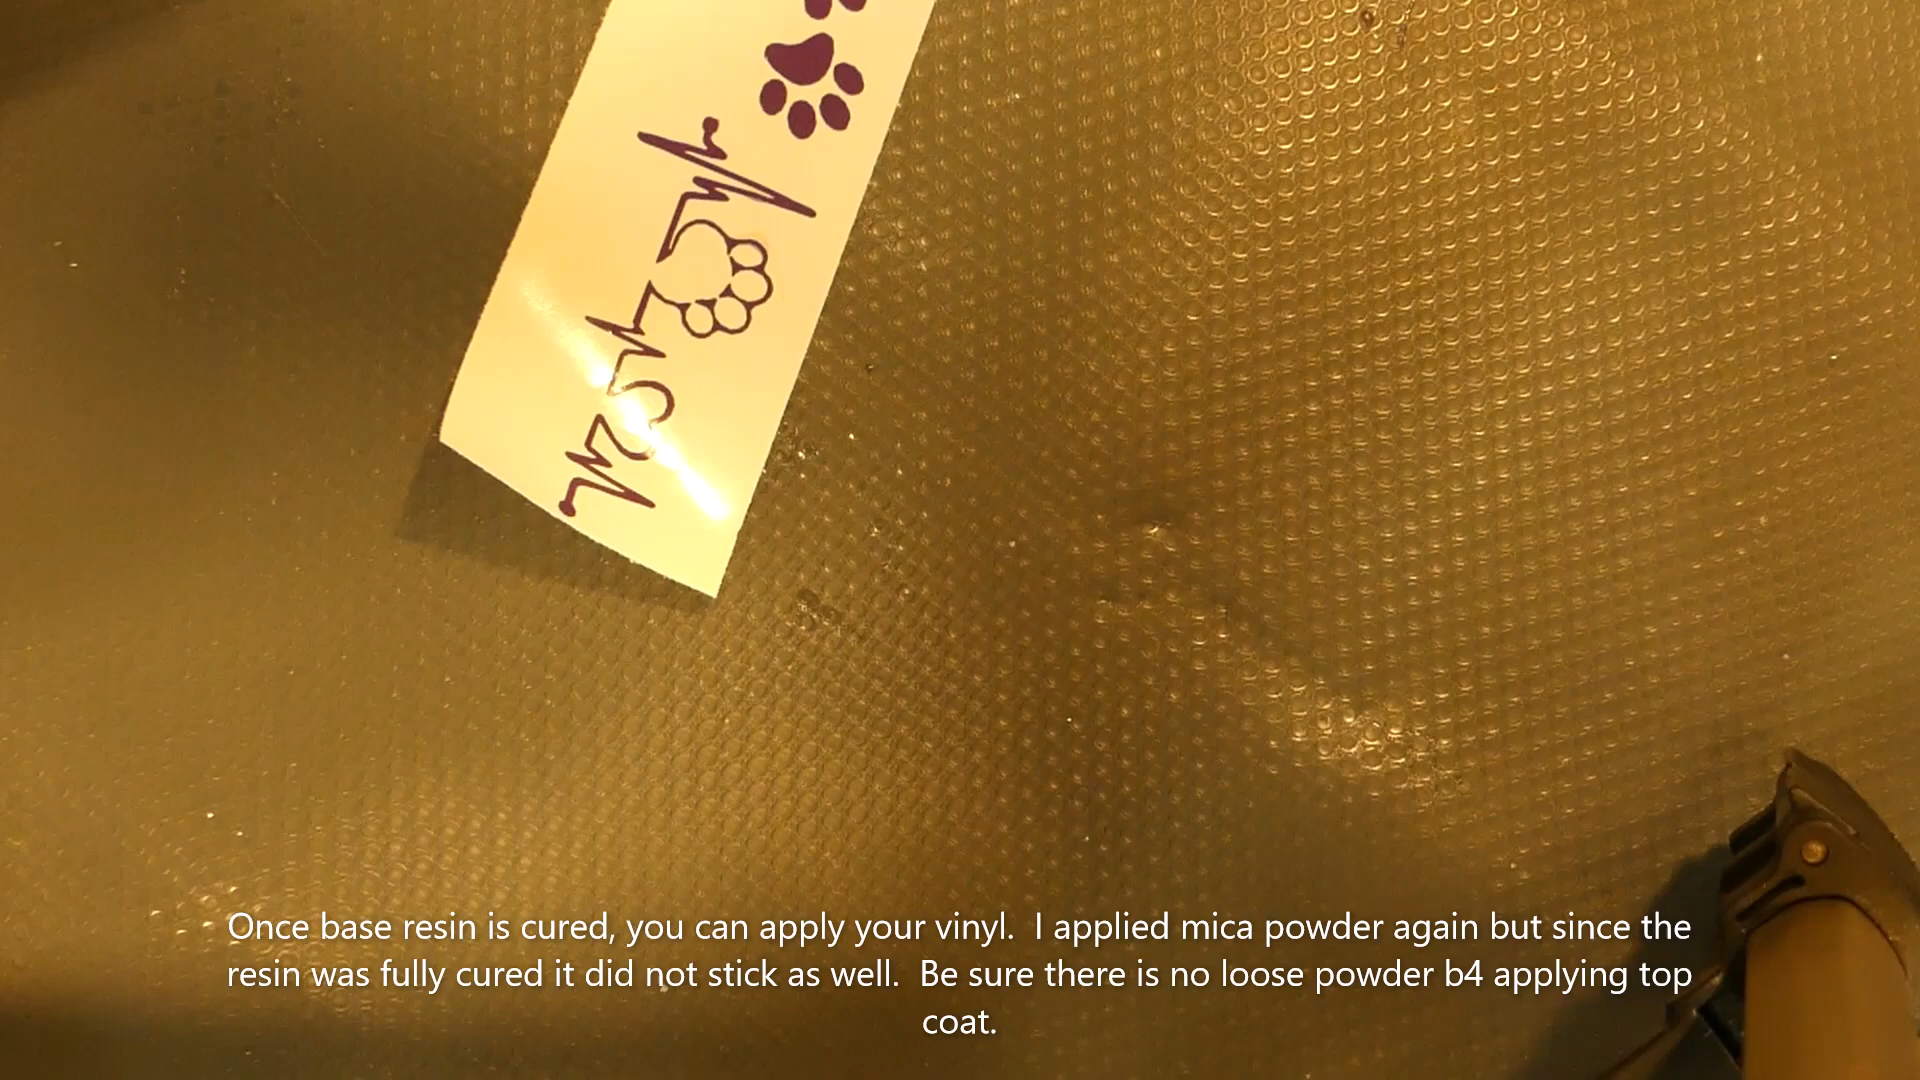 Once base resin is cured, you can apply your vinyl.  I applied mica powder again but since the
resin was fully cured it did not stick as well.  Be sure there is no loose powder b4 applying top
coat.